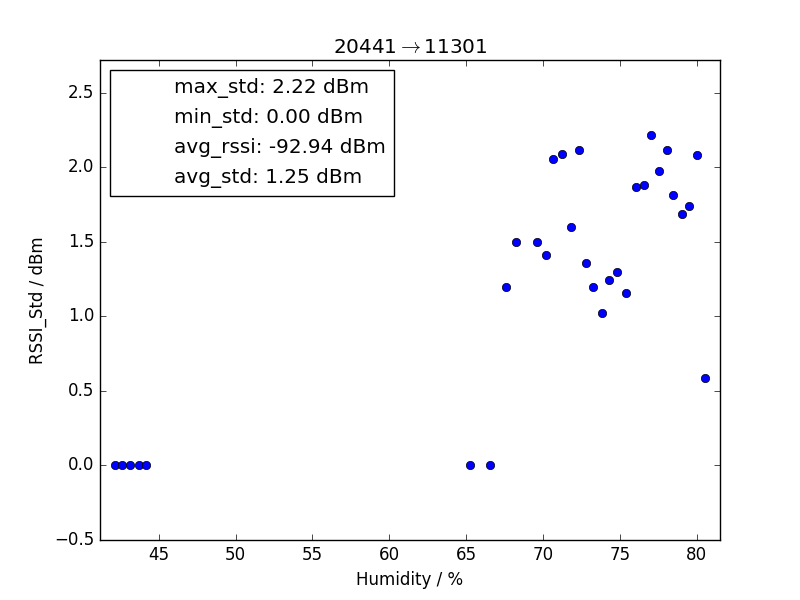 20441→11301
max_std: 2.22 dBm
min_std: 0.00 dBm
avg_rssi: -92.94 dBm
avg_std: 1.25 dBm
RSSI_Std / dBm
2.5
2.0
1.5
1.0
0.5
0.0
−0.5
45 50 55 60 65 70 75 80
Humidity / %